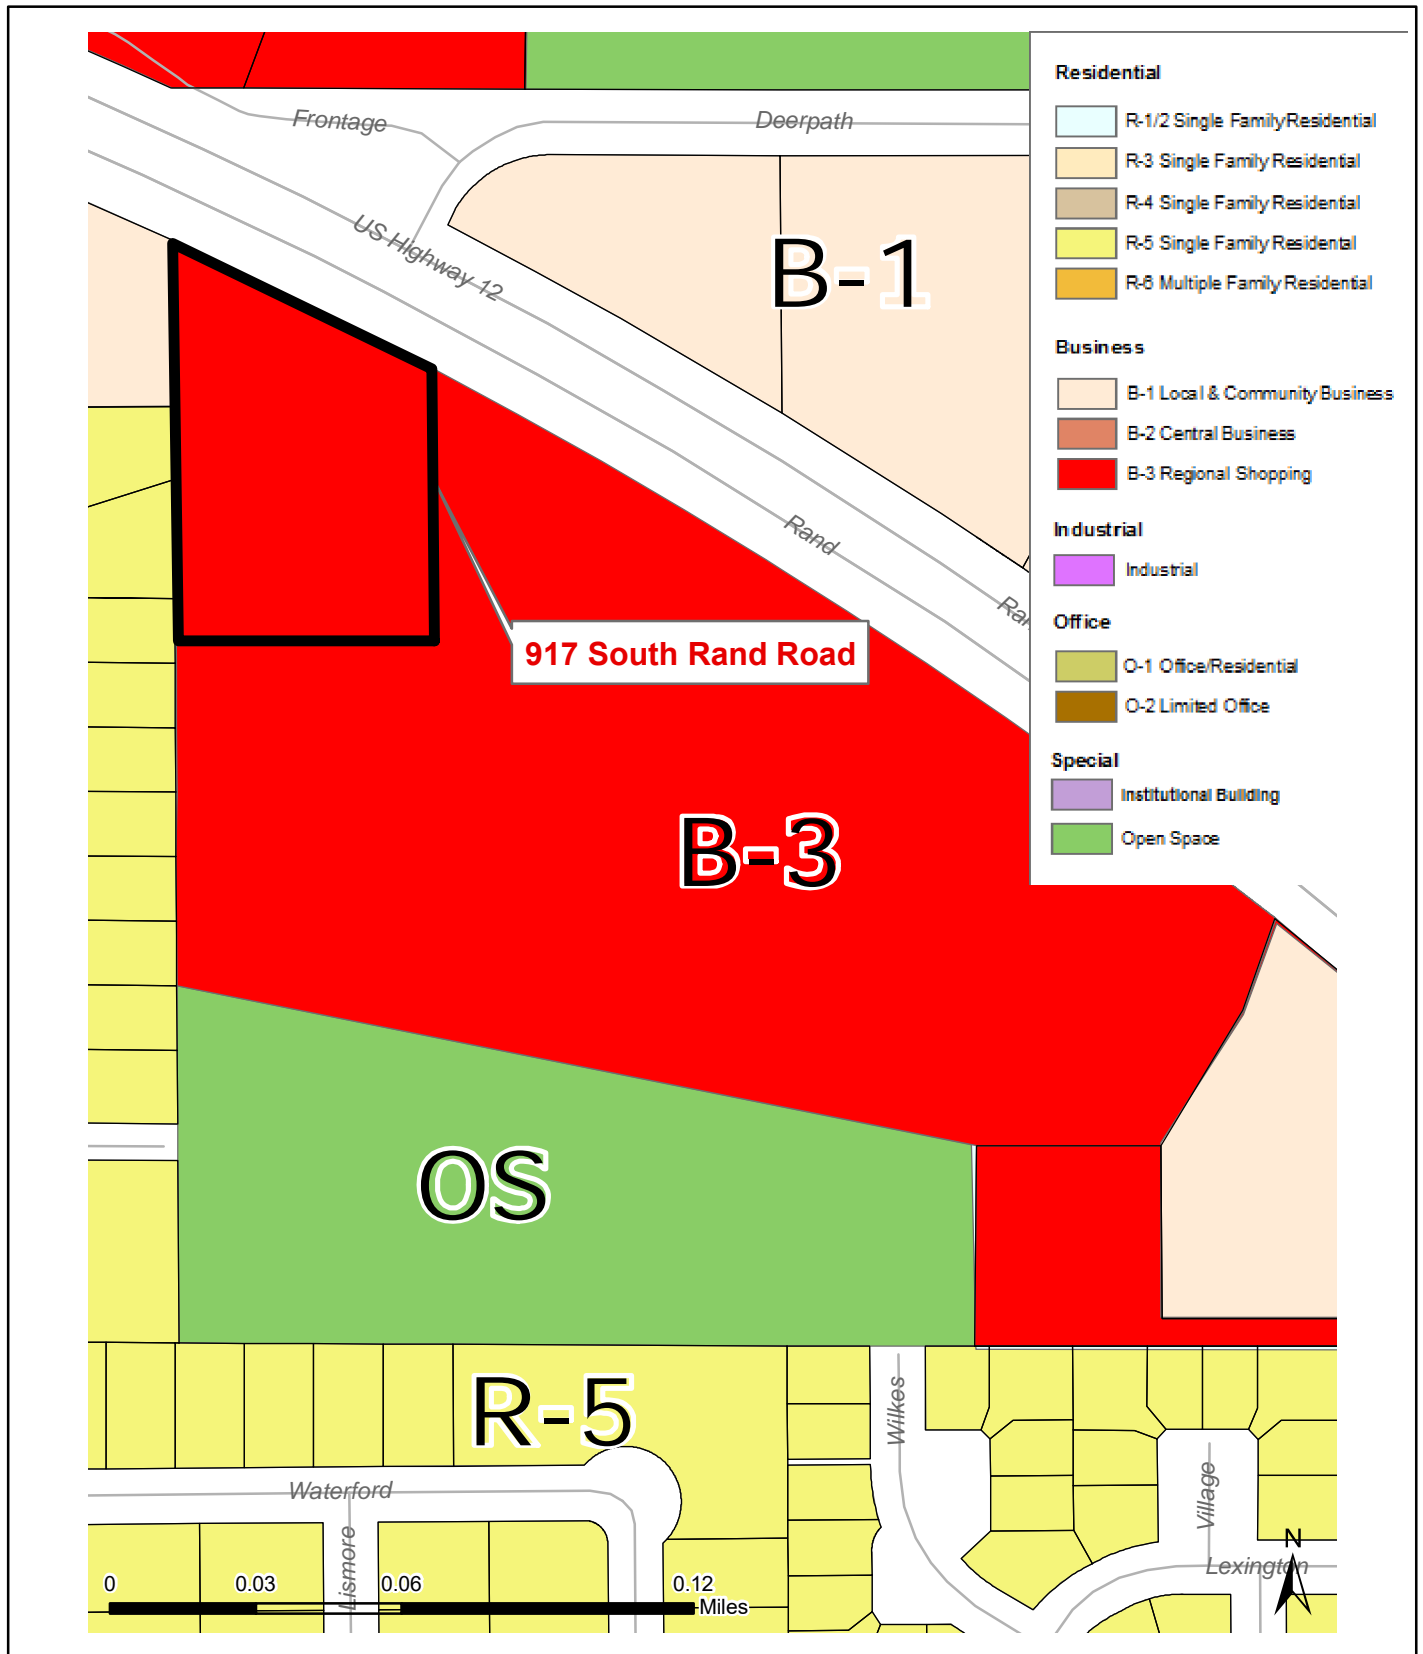 Frontage
Deerpath
US Highway 12
B-1
Rand
917 South Rand Road
B-3
OS
R-5
Wilkes
Waterford
Lismore
Village
Lexington
N
0
0.03
0.06
0.12
Miles
Residential
R-1/2 Single Family Residential
R-3 Single Family Residential
R-4 Single Family Residential
R-5 Single Family Residental
R-6 Multiple Family Residential
Business
B-1 Local & Community Business
B-2 Central Business
B-3 Regional Shopping
Industrial
Industrial
Office
O-1 Office/Residential
O-2 Limited Office
Special
Institutional Building
Open Space